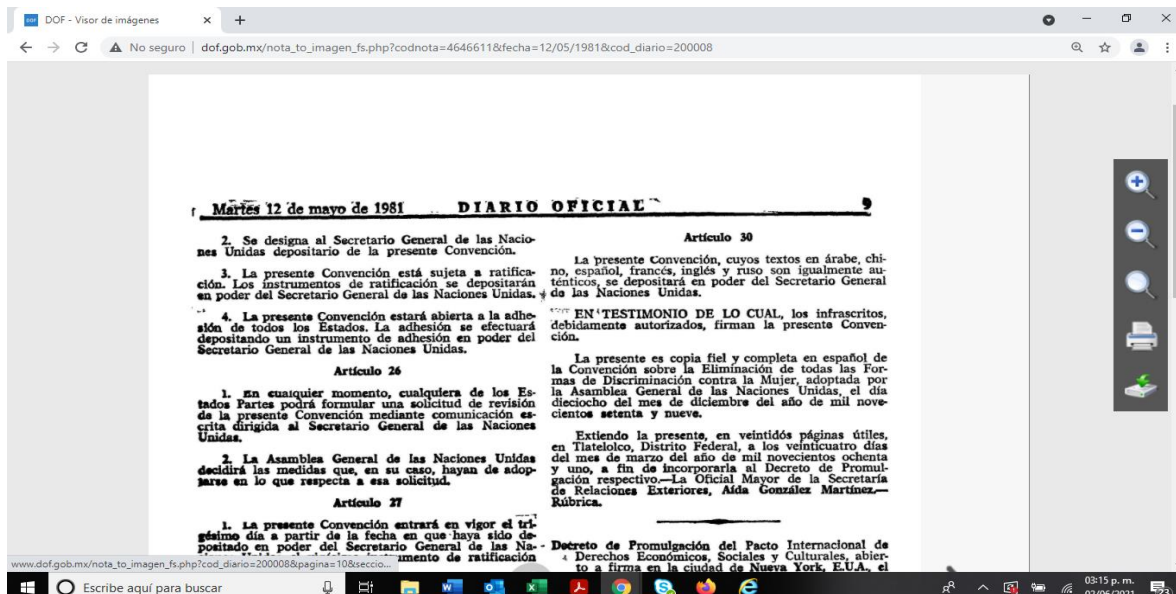 DOF - Visor de imágenes
No seguro | dof.gob.mx/nota_to_imagen_fs.php?codnota=4646611&fecha=12/05/1981&cod_diario=200008
Martes 12 de mayo de 1981 DIARIO OFICIAL 9
2. Se designa al Secretario General de las Nacio-
nes Unidas depositario de la presente Convención.
3. La presente Convención está sujeta a ratifica-
ción. Los instrumentos de ratificación se depositarán
en poder del Secretario General de las Naciones Unidas.
4. La presente Convención estará abierta a la adhe-
sión de todos los Estados. La adhesión se efectuará
depositando un instrumento de adhesión en poder del
Secretario General de las Naciones Unidas.
Artículo 26
1. En cualquier momento, cualquiera de los Es-
tados Partes podrá formular una solicitud de revisión
de la presente Convención mediante comunicación es-
crita dirigida al Secretario General de las Naciones
Unidas.
2. La Asamblea General de las Naciones Unidas
decidirá las medidas que, en su caso, hayan de adop-
tarse en lo que respecta a esa solicitud.
Artículo 27
1. La presente Convención entrará en vigor el tri-
gésimo día a partir de la fecha en que haya sido de-
positado en poder del Secretario General de las Na-
umento de ratificación
Artículo 30
La presente Convención, cuyos textos en árabe, chi-
no, español, francés, inglés y ruso son igualmente au-
ténticos, se depositará en poder del Secretario General
de las Naciones Unidas.
EN TESTIMONIO DE LO CUAL, los infrascritos,
debidamente autorizados, firman la presente Conven-
ción.
La presente es copia fiel y completa en español de
la Convención sobre la Eliminación de todas las For-
mas de Discriminación contra la Mujer, adoptada por
la Asamblea General de las Naciones Unidas, el día
dieciocho del mes de diciembre del año de mil nove-
cientos setenta y nueve.
Extiendo la presente, en veintidós páginas útiles,
en Tlatelolco, Distrito Federal, a los veinticuatro días
del mes de marzo del año de mil novecientos ochenta
y uno, a fin de incorporarla al Decreto de Promul-
gación respectivo.—La Oficial Mayor de la Secretaría
de Relaciones Exteriores, Aída González Martínez.—
Rúbrica.
Decreto de Promulgación del Pacto Internacional de
Derechos Económicos, Sociales y Culturales, abier-
to a firma en la ciudad de Nueva York, E.U.A., el
www.dof.gob.mx/nota_to_imagen_fs.php?cod_diario=200008&pagina=10&seccio...
Escribe aquí para buscar
03:15 p. m.
02/06/2021